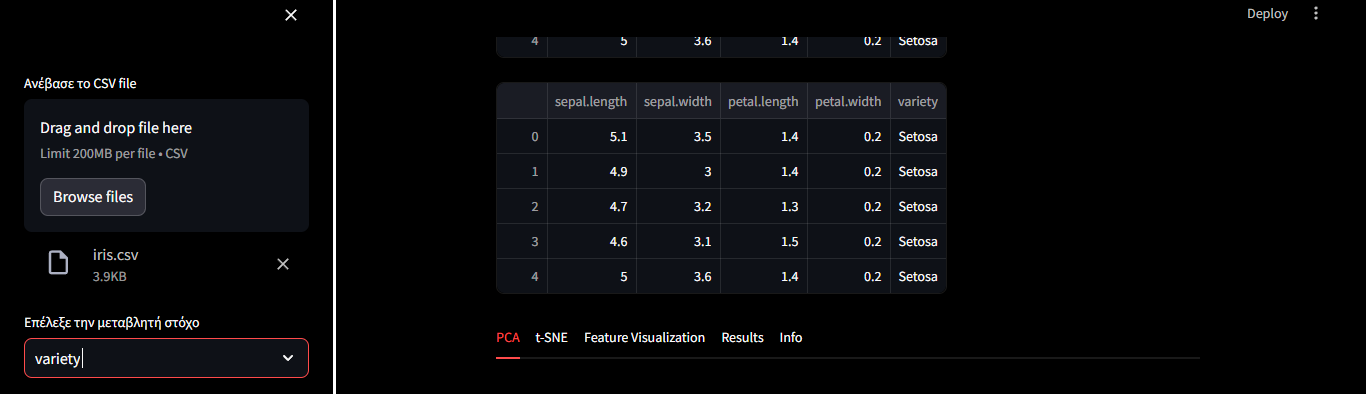 Deploy
Ανέβασε το CSV file
Drag and drop file here
Limit 200MB per file • CSV
Browse files
iris.csv
3.9KB
Επέλεξε την μεταβλητή στόχο
variety
4 5 3.6 1.4 0.2 Setosa
sepal.length sepal.width petal.length petal.width variety
0 5.1 3.5 1.4 0.2 Setosa
1 4.9 3 1.4 0.2 Setosa
2 4.7 3.2 1.3 0.2 Setosa
3 4.6 3.1 1.5 0.2 Setosa
4 5 3.6 1.4 0.2 Setosa
PCA t-SNE Feature Visualization Results Info